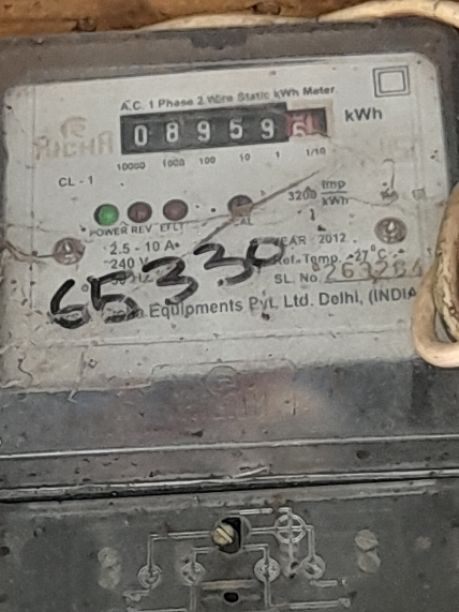 A.C. 1 Phase 2 Wire Static kWh Meter
0 8 9 5 9 6 kWh
10000 1000 100 10 1 1/10
RICHA
CL - 1
3200 Imp/kWh
POWER REV EFLT CAL
2.5 - 10 A
YEAR : 2012
240 V
Ref. Temp. 27°C
SL. No.
65330
Equipments Pvt. Ltd. Delhi, (INDIA